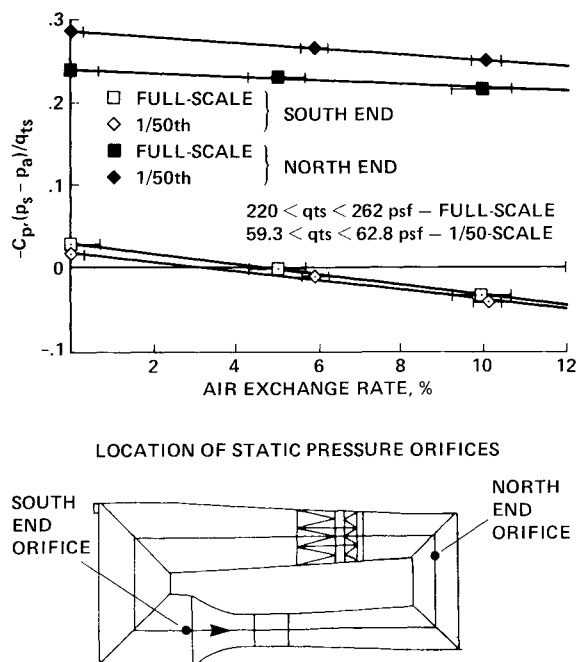 .3
.2
.1
0
-.1
-Cp, (ps – pa)/qts
FULL-SCALE
1/50th
SOUTH END
FULL-SCALE
1/50th
NORTH END
220 < qts < 262 psf – FULL-SCALE
59.3 < qts < 62.8 psf – 1/50-SCALE
2 4 6 8 10 12
AIR EXCHANGE RATE, %
LOCATION OF STATIC PRESSURE ORIFICES
SOUTH
END
ORIFICE
NORTH
END
ORIFICE